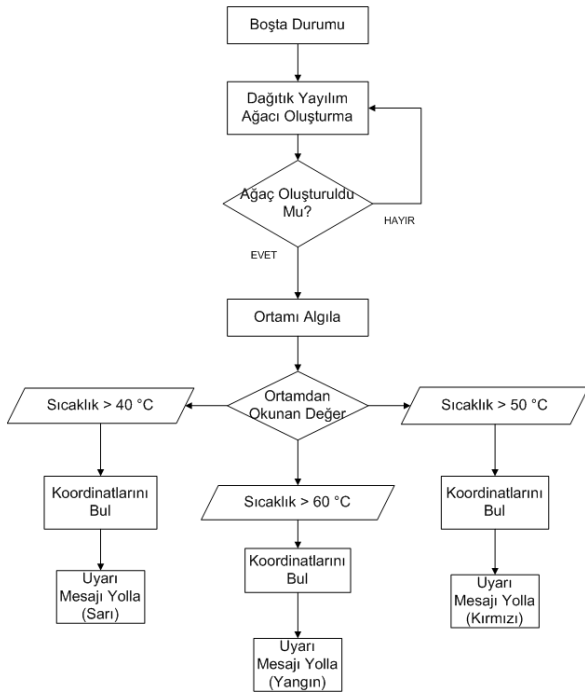 Boşta Durumu
Dağıtık Yayılım
Ağacı Oluşturma
Ağaç Oluşturuldu
Mu?
HAYIR
EVET
Ortamı Algıla
Ortamdan
Okunan Değer
Sıcaklık > 40 °C
Sıcaklık > 50 °C
Sıcaklık > 60 °C
Koordinatlarını
Bul
Koordinatlarını
Bul
Koordinatlarını
Bul
Uyarı
Mesajı Yolla
(Sarı)
Uyarı
Mesajı Yolla
(Kırmızı)
Uyarı
Mesajı Yolla
(Yangın)